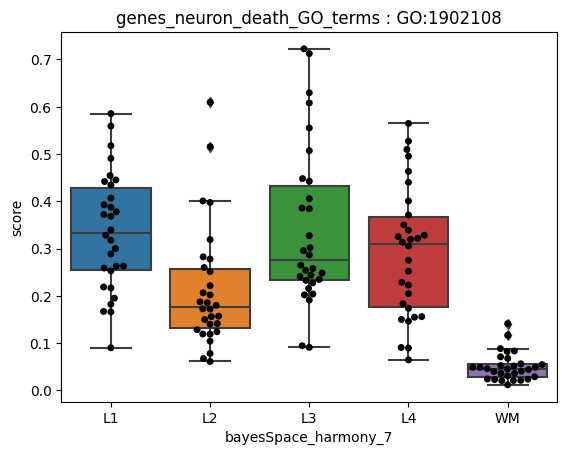 genes_neuron_death_GO_terms : GO:1902108
0.7
0.6
0.5
0.4
0.3
0.2
0.1
0.0
score
L1 L2 L3 L4 WM
bayesSpace_harmony_7